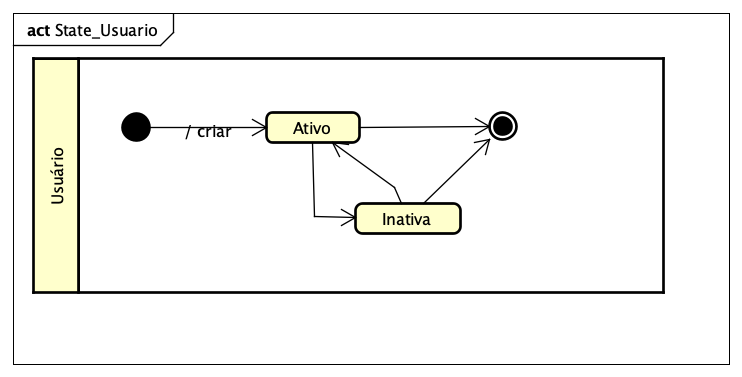 act State_Usuario
Usuário
/ criar
Ativo
Inativa